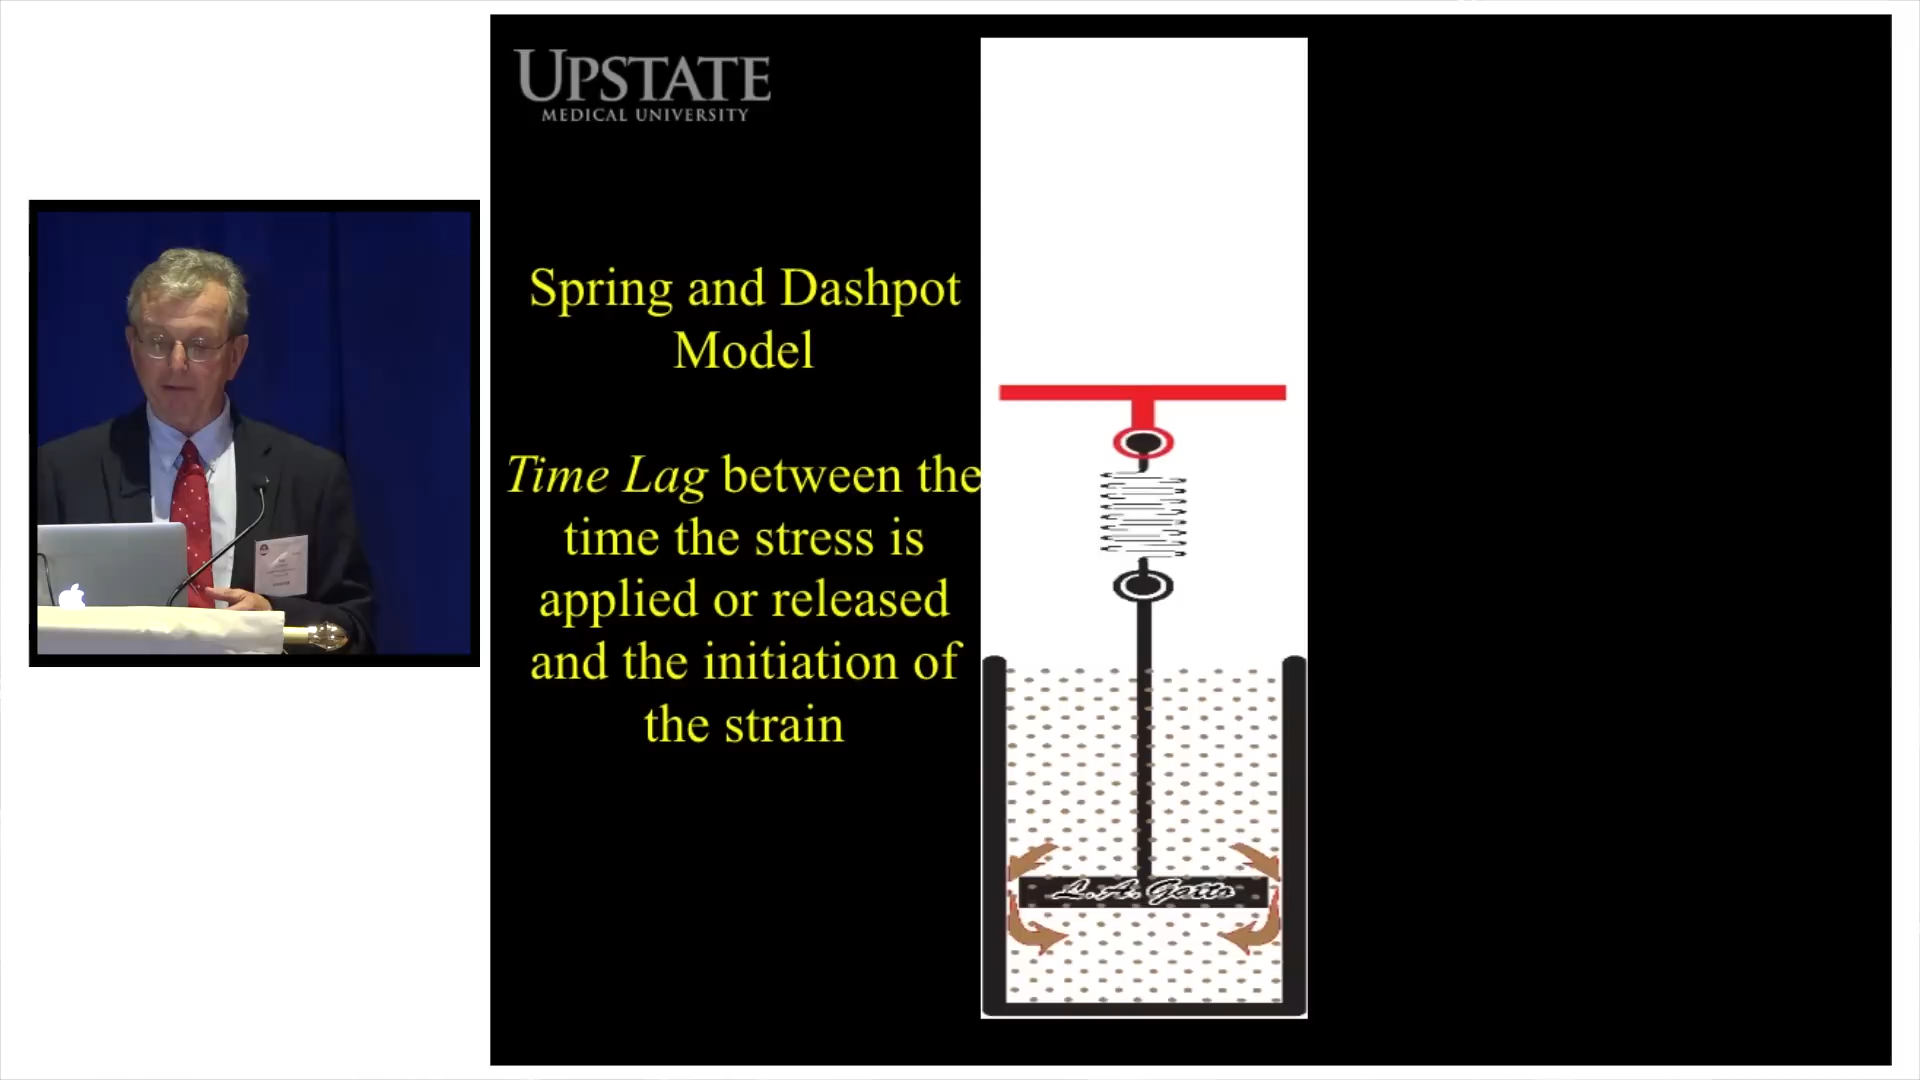 UPSTATE
MEDICAL UNIVERSITY
Spring and Dashpot
Model
Time Lag between the
time the stress is
applied or released
and the initiation of
the strain
L.A. Gatto